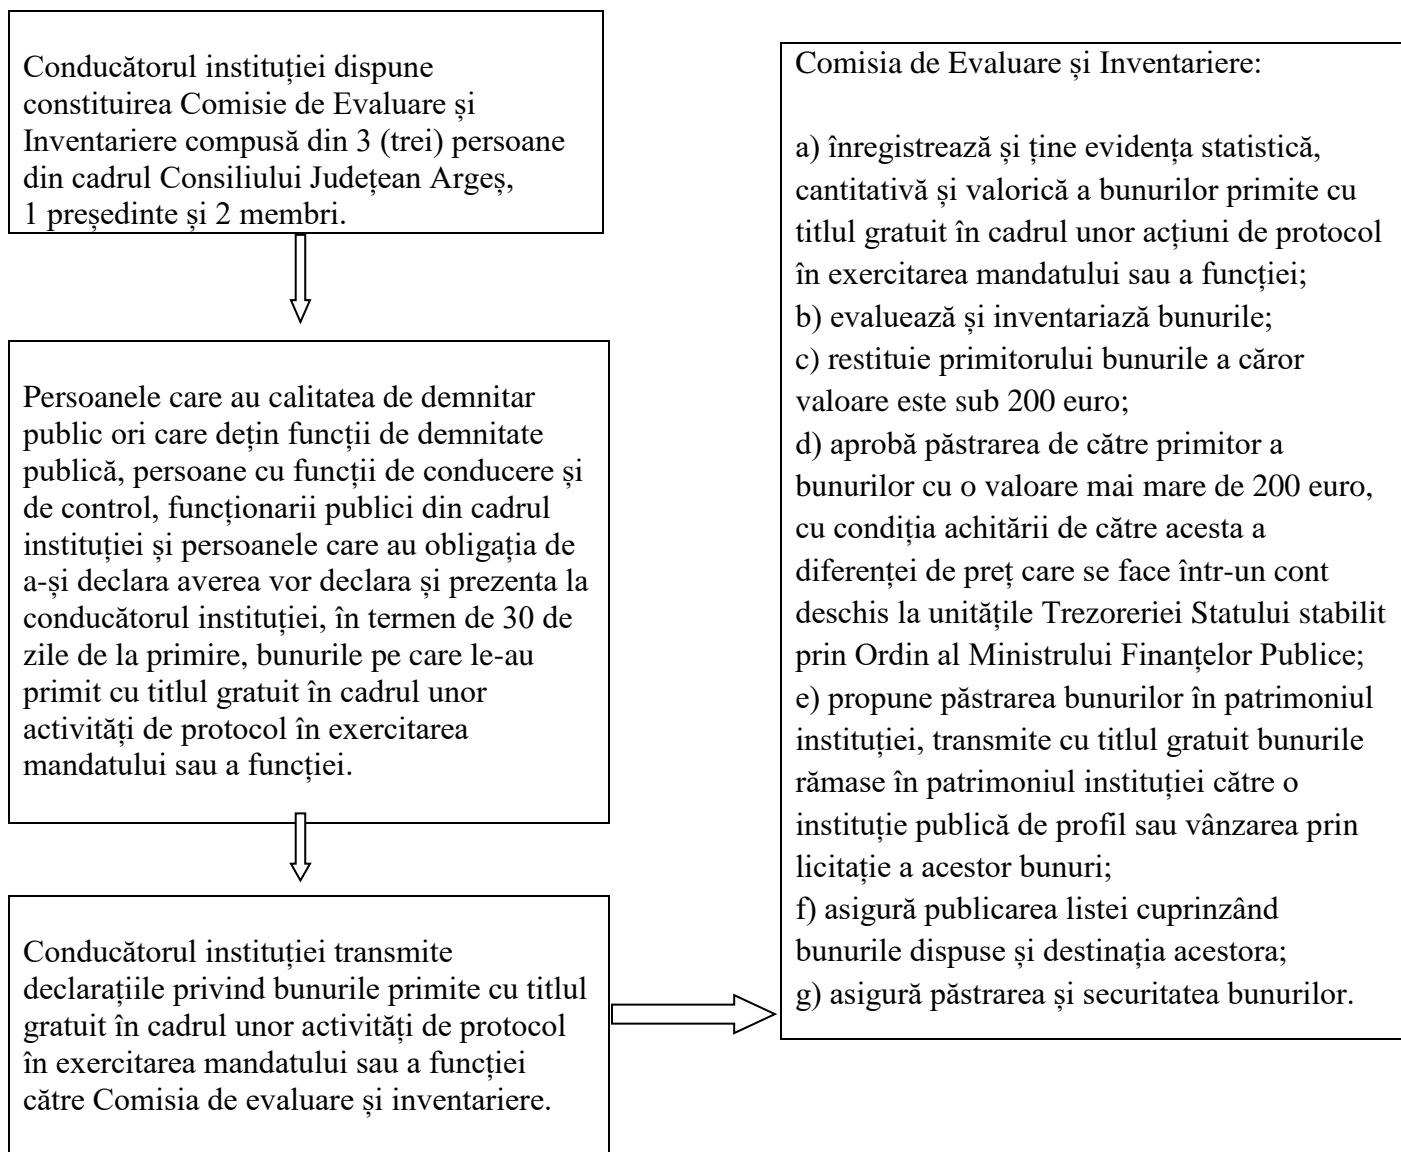 Conducătorul instituției dispune
constituirea Comisie de Evaluare și
Inventariere compusă din 3 (trei) persoane
din cadrul Consiliului Județean Argeș,
1 președinte și 2 membri.
Persoanele care au calitatea de demnitar
public ori care dețin funcții de demnitate
publică, persoane cu funcții de conducere și
de control, funcționarii publici din cadrul
instituției și persoanele care au obligația de
a-și declara averea vor declara și prezenta la
conducătorul instituției, în termen de 30 de
zile de la primire, bunurile pe care le-au
primit cu titlul gratuit în cadrul unor
activități de protocol în exercitarea
mandatului sau a funcției.
Conducătorul instituției transmite
declarațiile privind bunurile primite cu titlul
gratuit în cadrul unor activități de protocol
în exercitarea mandatului sau a funcției
către Comisia de evaluare și inventariere.
Comisia de Evaluare și Inventariere:
a) înregistrează și ține evidența statistică,
cantitativă și valorică a bunurilor primite cu
titlul gratuit în cadrul unor acțiuni de protocol
în exercitarea mandatului sau a funcției;
b) evaluează și inventariază bunurile;
c) restituie primitorului bunurile a căror
valoare este sub 200 euro;
d) aprobă păstrarea de către primitor a
bunurilor cu o valoare mai mare de 200 euro,
cu condiția achitării de către acesta a
diferenței de preț care se face într-un cont
deschis la unitățile Trezoreriei Statului stabilit
prin Ordin al Ministrului Finanțelor Publice;
e) propune păstrarea bunurilor în patrimoniul
instituției, transmite cu titlul gratuit bunurile
rămase în patrimoniul instituției către o
instituție publică de profil sau vânzarea prin
licitație a acestor bunuri;
f) asigură publicarea listei cuprinzând
bunurile dispuse și destinația acestora;
g) asigură păstrarea și securitatea bunurilor.